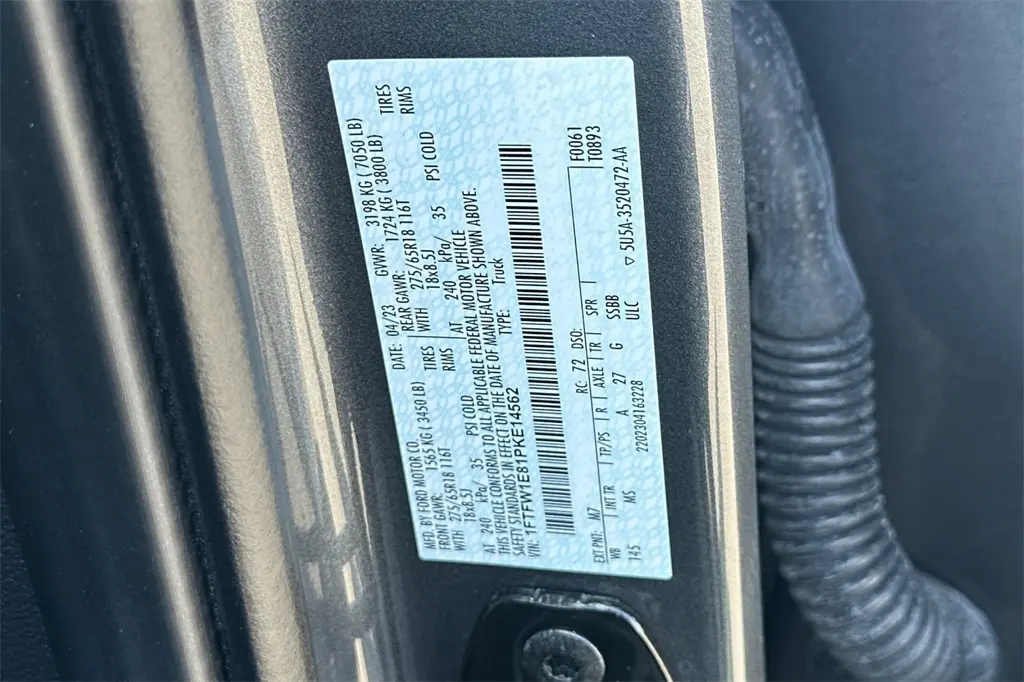 MFD. BY FORD MOTOR CO.
DATE: 04/23 GVWR: 3198 KG ( 7050 LB)
FRONT GAWR: 1565 KG ( 3450 LB) REAR GAWR: 1724 KG ( 3800 LB)
WITH 275/65R18 116T TIRES WITH 275/65R18 116T TIRES
18x8.5J RIMS 18x8.5J RIMS
AT 240 kPa/ 35 PSI COLD AT 240 kPa/ 35 PSI COLD
THIS VEHICLE CONFORMS TO ALL APPLICABLE FEDERAL MOTOR VEHICLE
SAFETY STANDARDS IN EFFECT ON THE DATE OF MANUFACTURE SHOWN ABOVE.
VIN: 1FTFW1E81PKE14562 TYPE: Truck
F0061
EXT PNT: M7 RC: 72 DSO: T0893
WB INT TR TP/PS R AXLE TR SPR
145 MS A 27 G SSBB
2202304163228 ULC ▽ 5U5A-3520472-AA